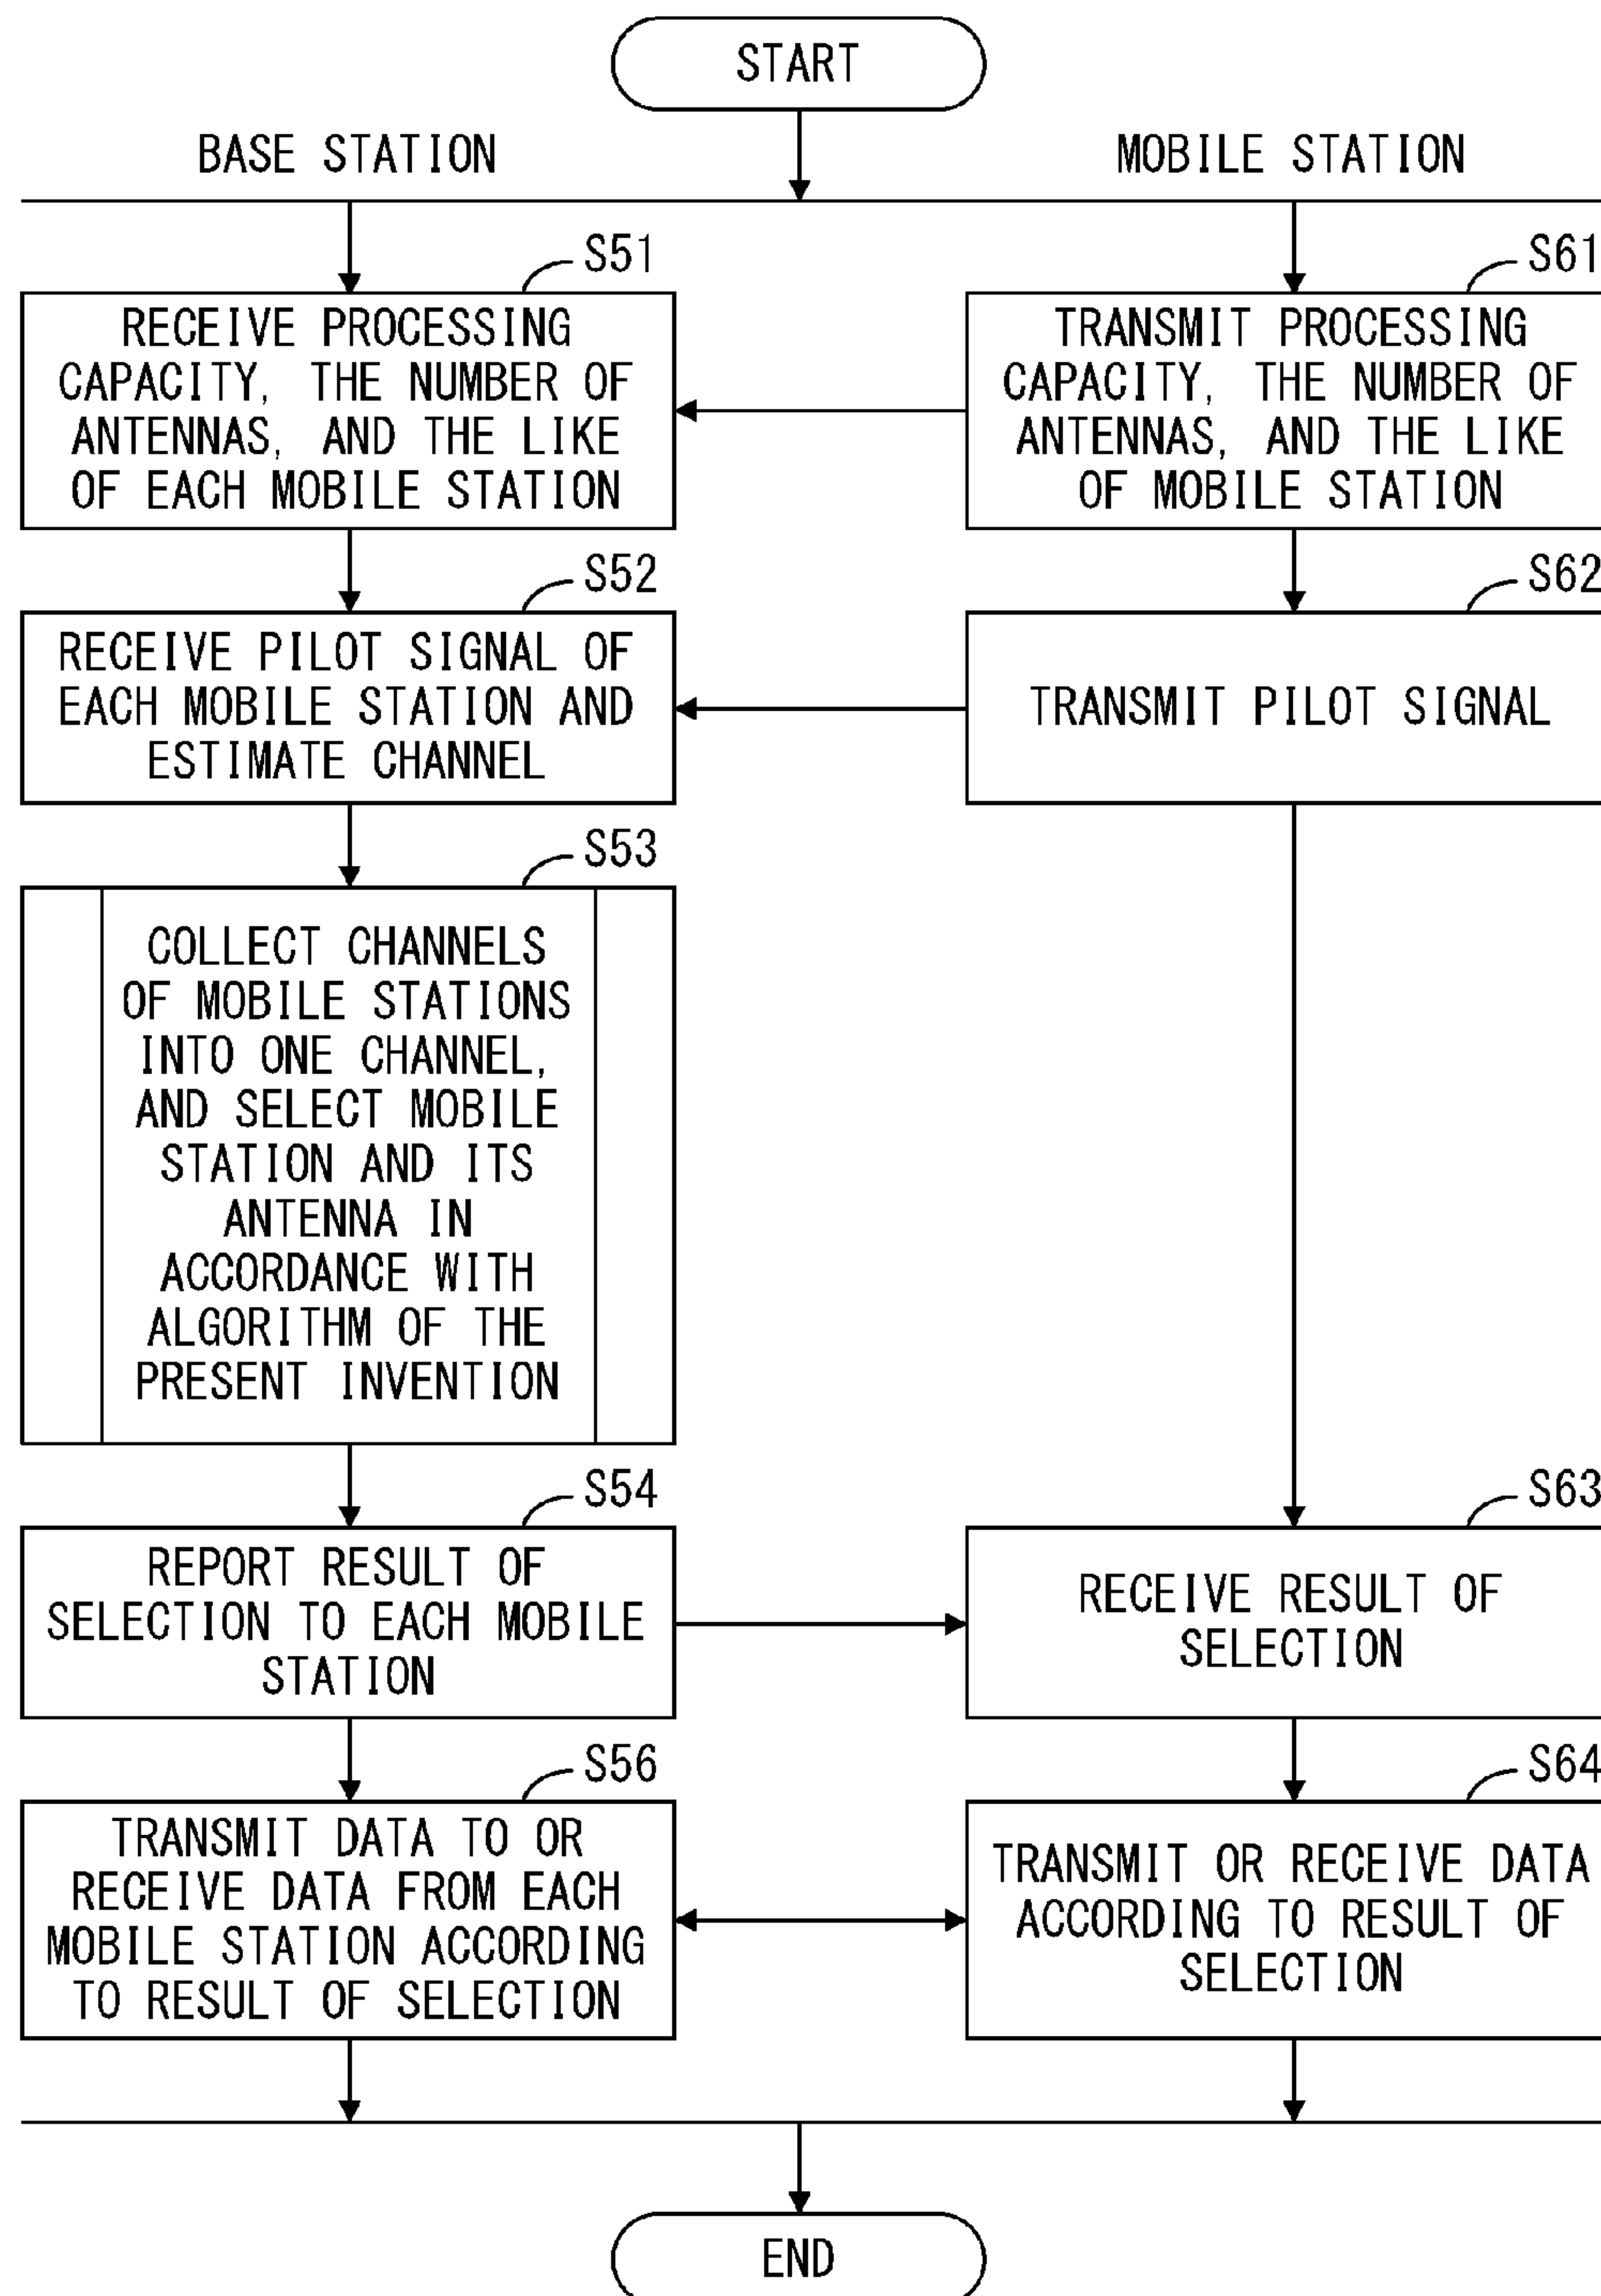 START
BASE STATION
MOBILE STATION
S51
RECEIVE PROCESSING
CAPACITY, THE NUMBER OF
ANTENNAS, AND THE LIKE
OF EACH MOBILE STATION
S61
TRANSMIT PROCESSING
CAPACITY, THE NUMBER OF
ANTENNAS, AND THE LIKE
OF MOBILE STATION
S52
RECEIVE PILOT SIGNAL OF
EACH MOBILE STATION AND
ESTIMATE CHANNEL
S62
TRANSMIT PILOT SIGNAL
S53
COLLECT CHANNELS
OF MOBILE STATIONS
INTO ONE CHANNEL,
AND SELECT MOBILE
STATION AND ITS
ANTENNA IN
ACCORDANCE WITH
ALGORITHM OF THE
PRESENT INVENTION
S54
REPORT RESULT OF
SELECTION TO EACH MOBILE
STATION
S63
RECEIVE RESULT OF
SELECTION
S56
TRANSMIT DATA TO OR
RECEIVE DATA FROM EACH
MOBILE STATION ACCORDING
TO RESULT OF SELECTION
S64
TRANSMIT OR RECEIVE DATA
ACCORDING TO RESULT OF
SELECTION
END